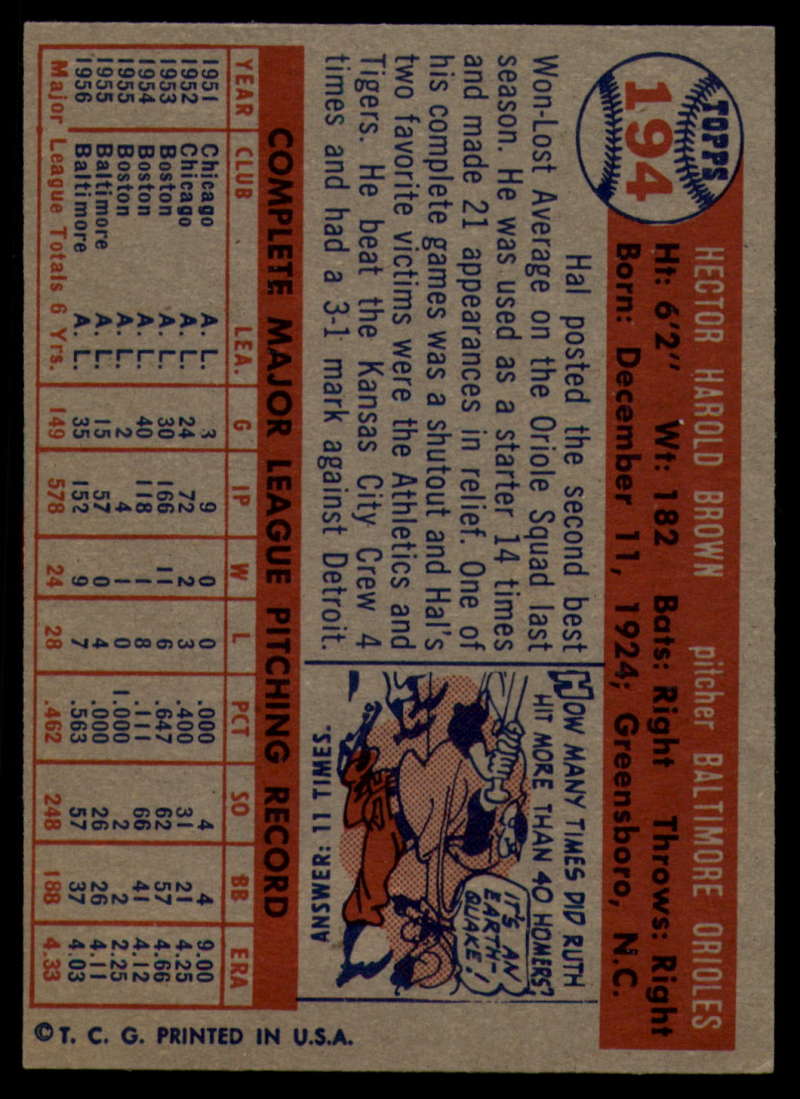 TOPPS
194
HECTOR HAROLD BROWN pitcher BALTIMORE ORIOLES
Ht: 6'2" Wt: 182 Bats: Right Throws: Right
Born: December 11, 1924; Greensboro, N.C.
Hal posted the second best
Won-Lost Average on the Oriole Squad last
season. He was used as a starter 14 times
and made 21 appearances in relief. One of
his complete games was a shutout and Hal's
two favorite victims were the Athletics and
Tigers. He beat the Kansas City Crew 4
times and had a 3-1 mark against Detroit.
HOW MANY TIMES DID RUTH
HIT MORE THAN 40 HOMERS?
IT'S AN
EARTH-
QUAKE!
ANSWER: 11 TIMES.
COMPLETE MAJOR LEAGUE PITCHING RECORD
YEAR CLUB LEA. G IP W L PCT SO BB ERA
1951 Chicago A. L. 3 9 0 0 .000 4 4 9.00
1952 Chicago A. L. 24 72 2 3 .400 31 21 4.25
1953 Boston A. L. 30 166 11 6 .647 62 57 4.66
1954 Boston A. L. 40 118 1 8 .111 66 41 4.12
1955 Boston A. L. 2 4 1 0 1.000 2 2 2.25
1955 Baltimore A. L. 15 57 0 4 .000 26 26 4.11
1956 Baltimore A. L. 35 152 9 7 .563 57 37 4.03
Major League Totals 6 Yrs. 149 578 24 28 .462 248 188 4.33
© T. C. G. PRINTED IN U.S.A.